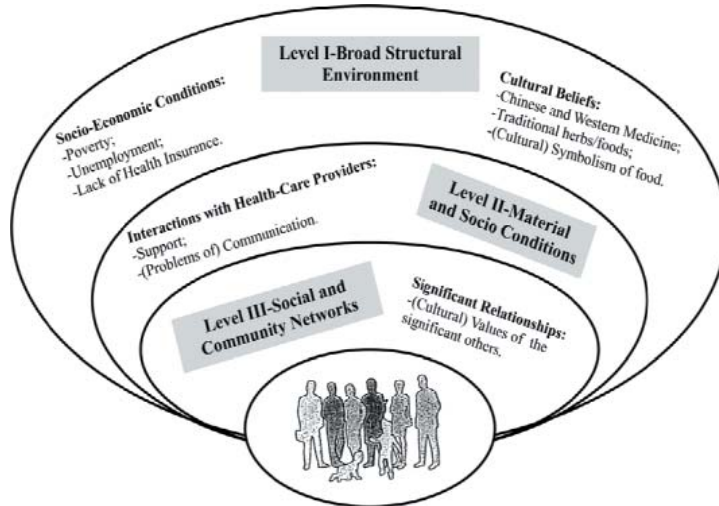 Level I-Broad Structural
Environment
Socio-Economic Conditions:
-Poverty;
-Unemployment;
-Lack of Health Insurance.
Cultural Beliefs:
-Chinese and Western Medicine;
-Traditional herbs/foods;
-(Cultural) Symbolism of food.
Interactions with Health-Care Providers:
-Support;
-(Problems of) Communication.
Level II-Material
and Socio Conditions
Level III-Social and
Community Networks
Significant Relationships:
-(Cultural) Values of the
significant others.